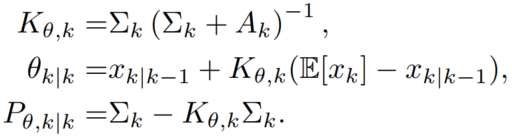 K_{θ,k} = Σ_k (Σ_k + A_k)^{-1},
θ_{k|k} = x_{k|k-1} + K_{θ,k}(𝔼[x_k] − x_{k|k-1}),
P_{θ,k|k} = Σ_k − K_{θ,k}Σ_k.